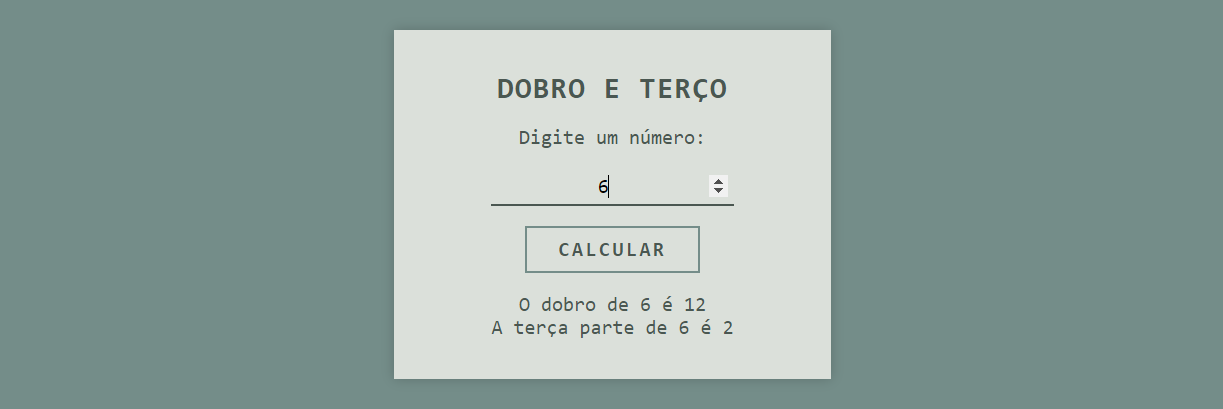 DOBRO E TERÇO
Digite um número:
6
CALCULAR
O dobro de 6 é 12
A terça parte de 6 é 2